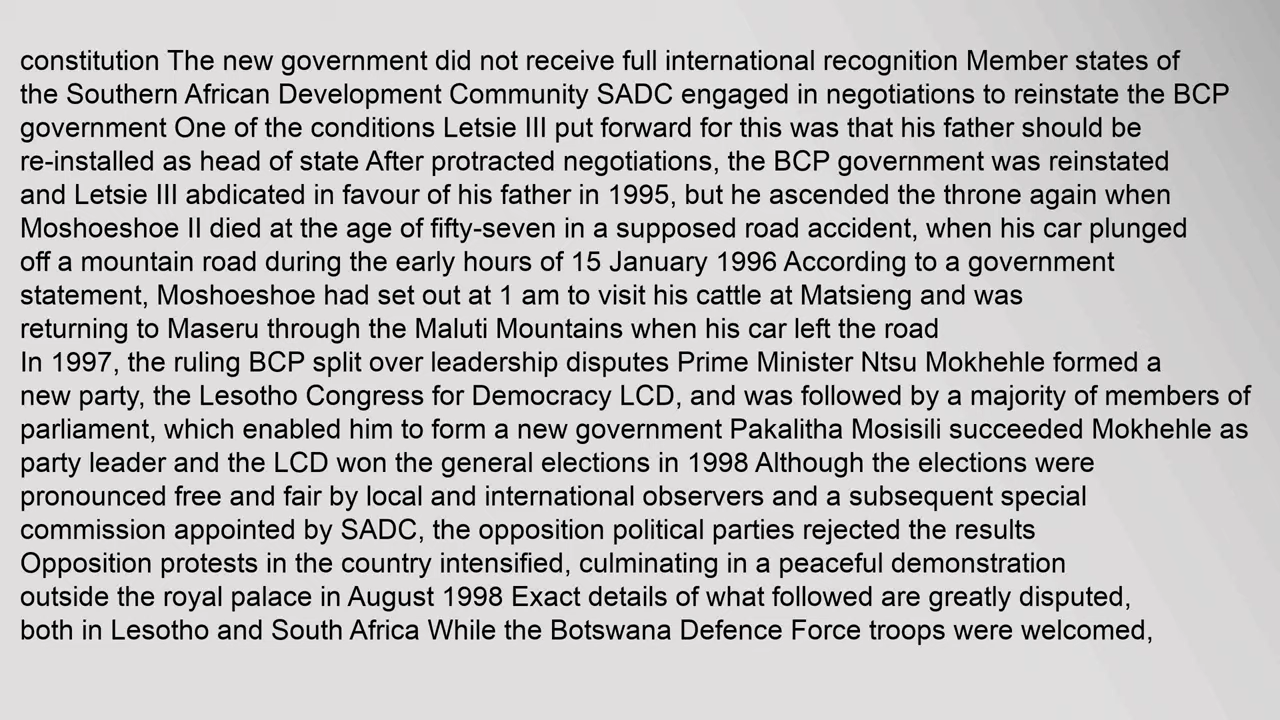 constitution The new government did not receive full international recognition Member states of
the Southern African Development Community SADC engaged in negotiations to reinstate the BCP
government One of the conditions Letsie III put forward for this was that his father should be
re-installed as head of state After protracted negotiations, the BCP government was reinstated
and Letsie III abdicated in favour of his father in 1995, but he ascended the throne again when
Moshoeshoe II died at the age of fifty-seven in a supposed road accident, when his car plunged
off a mountain road during the early hours of 15 January 1996 According to a government
statement, Moshoeshoe had set out at 1 am to visit his cattle at Matsieng and was
returning to Maseru through the Maluti Mountains when his car left the road
In 1997, the ruling BCP split over leadership disputes Prime Minister Ntsu Mokhehle formed a
new party, the Lesotho Congress for Democracy LCD, and was followed by a majority of members of
parliament, which enabled him to form a new government Pakalitha Mosisili succeeded Mokhehle as
party leader and the LCD won the general elections in 1998 Although the elections were
pronounced free and fair by local and international observers and a subsequent special
commission appointed by SADC, the opposition political parties rejected the results
Opposition protests in the country intensified, culminating in a peaceful demonstration
outside the royal palace in August 1998 Exact details of what followed are greatly disputed,
both in Lesotho and South Africa While the Botswana Defence Force troops were welcomed,